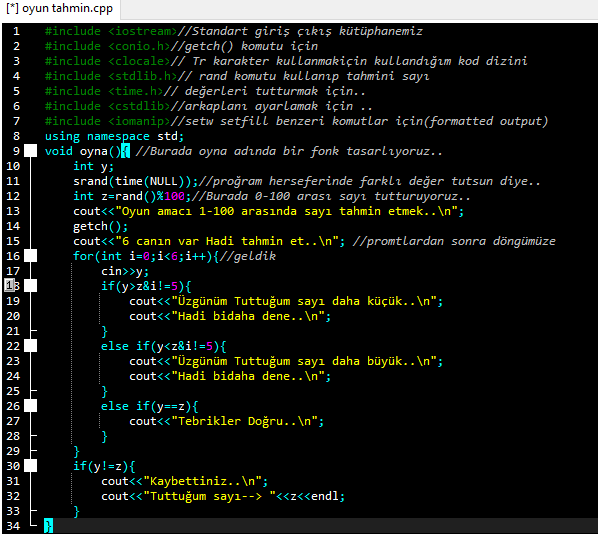 [*] oyun tahmin.cpp
1 #include <iostream>//Standart giriş çıkış kütüphanemiz
2 #include <conio.h>//getch() komutu için
3 #include <clocale>// Tr karakter kullanmakiçin kullandığım kod dizini
4 #include <stdlib.h>// rand komutu kullanıp tahmini sayı
5 #include <time.h>// değerleri tutturmak için..
6 #include <cstdlib>//arkaplanı ayarlamak için ..
7 #include <iomanip>//setw setfill benzeri komutlar için(formatted output)
8 using namespace std;
9 void oyna(){ //Burada oyna adında bir fonk tasarlıyoruz..
10 int y;
11 srand(time(NULL));//proğram herseferinde farklı değer tutsun diye..
12 int z=rand()%100;//Burada 0-100 arası sayı tutturuyoruz..
13 cout<<"Oyun amacı 1-100 arasında sayı tahmin etmek..\n";
14 getch();
15 cout<<"6 canın var Hadi tahmin et..\n"; //promtlardan sonra döngümüze
16 for(int i=0;i<6;i++){//geldik
17 cin>>y;
18 if(y>z&i!=5){
19 cout<<"Üzgünüm Tuttuğum sayı daha küçük..\n";
20 cout<<"Hadi bidaha dene..\n";
21 }
22 else if(y<z&i!=5){
23 cout<<"Üzgünüm Tuttuğum sayı daha büyük..\n";
24 cout<<"Hadi bidaha dene..\n";
25 }
26 else if(y==z){
27 cout<<"Tebrikler Doğru..\n";
28 }
29 }
30 if(y!=z){
31 cout<<"Kaybettiniz..\n";
32 cout<<"Tuttuğum sayı--> "<<z<<endl;
33 }
34 }